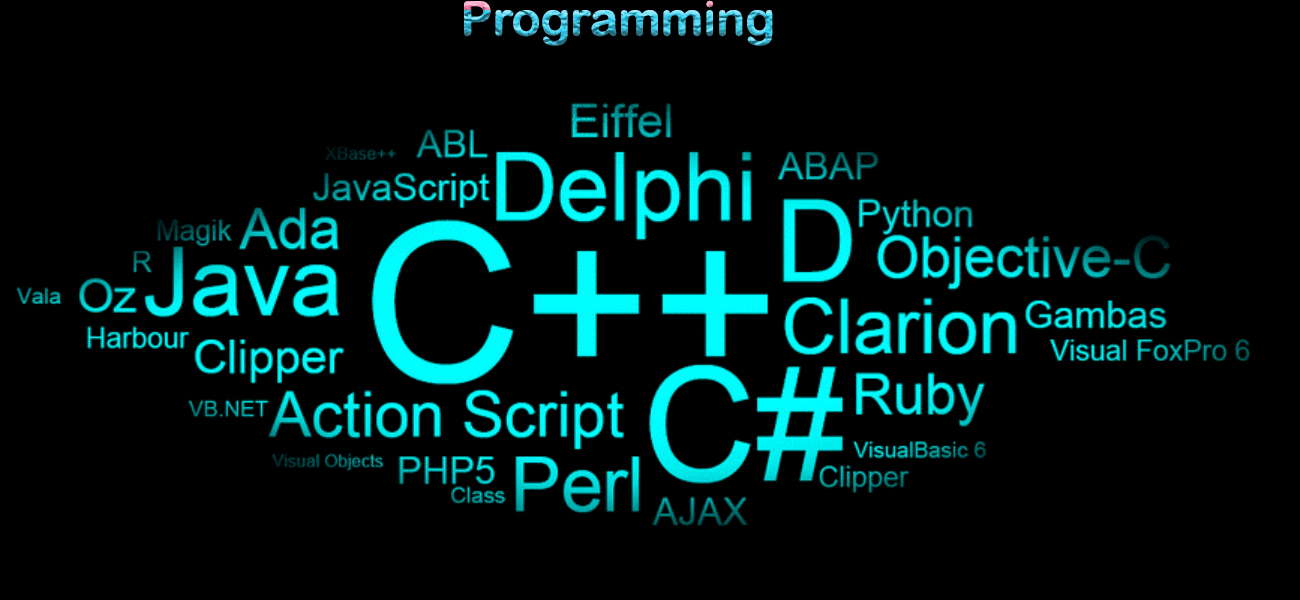 Programming
Eiffel
XBase++
ABL
Delphi
ABAP
JavaScript
Python
Magik
Ada
C++
D
Objective-C
R
Java
Vala
Oz
Clarion
Gambas
Harbour
Clipper
Visual FoxPro 6
C#
Ruby
VB.NET
Action Script
VisualBasic 6
Visual Objects
PHP5
Perl
Clipper
Class
AJAX